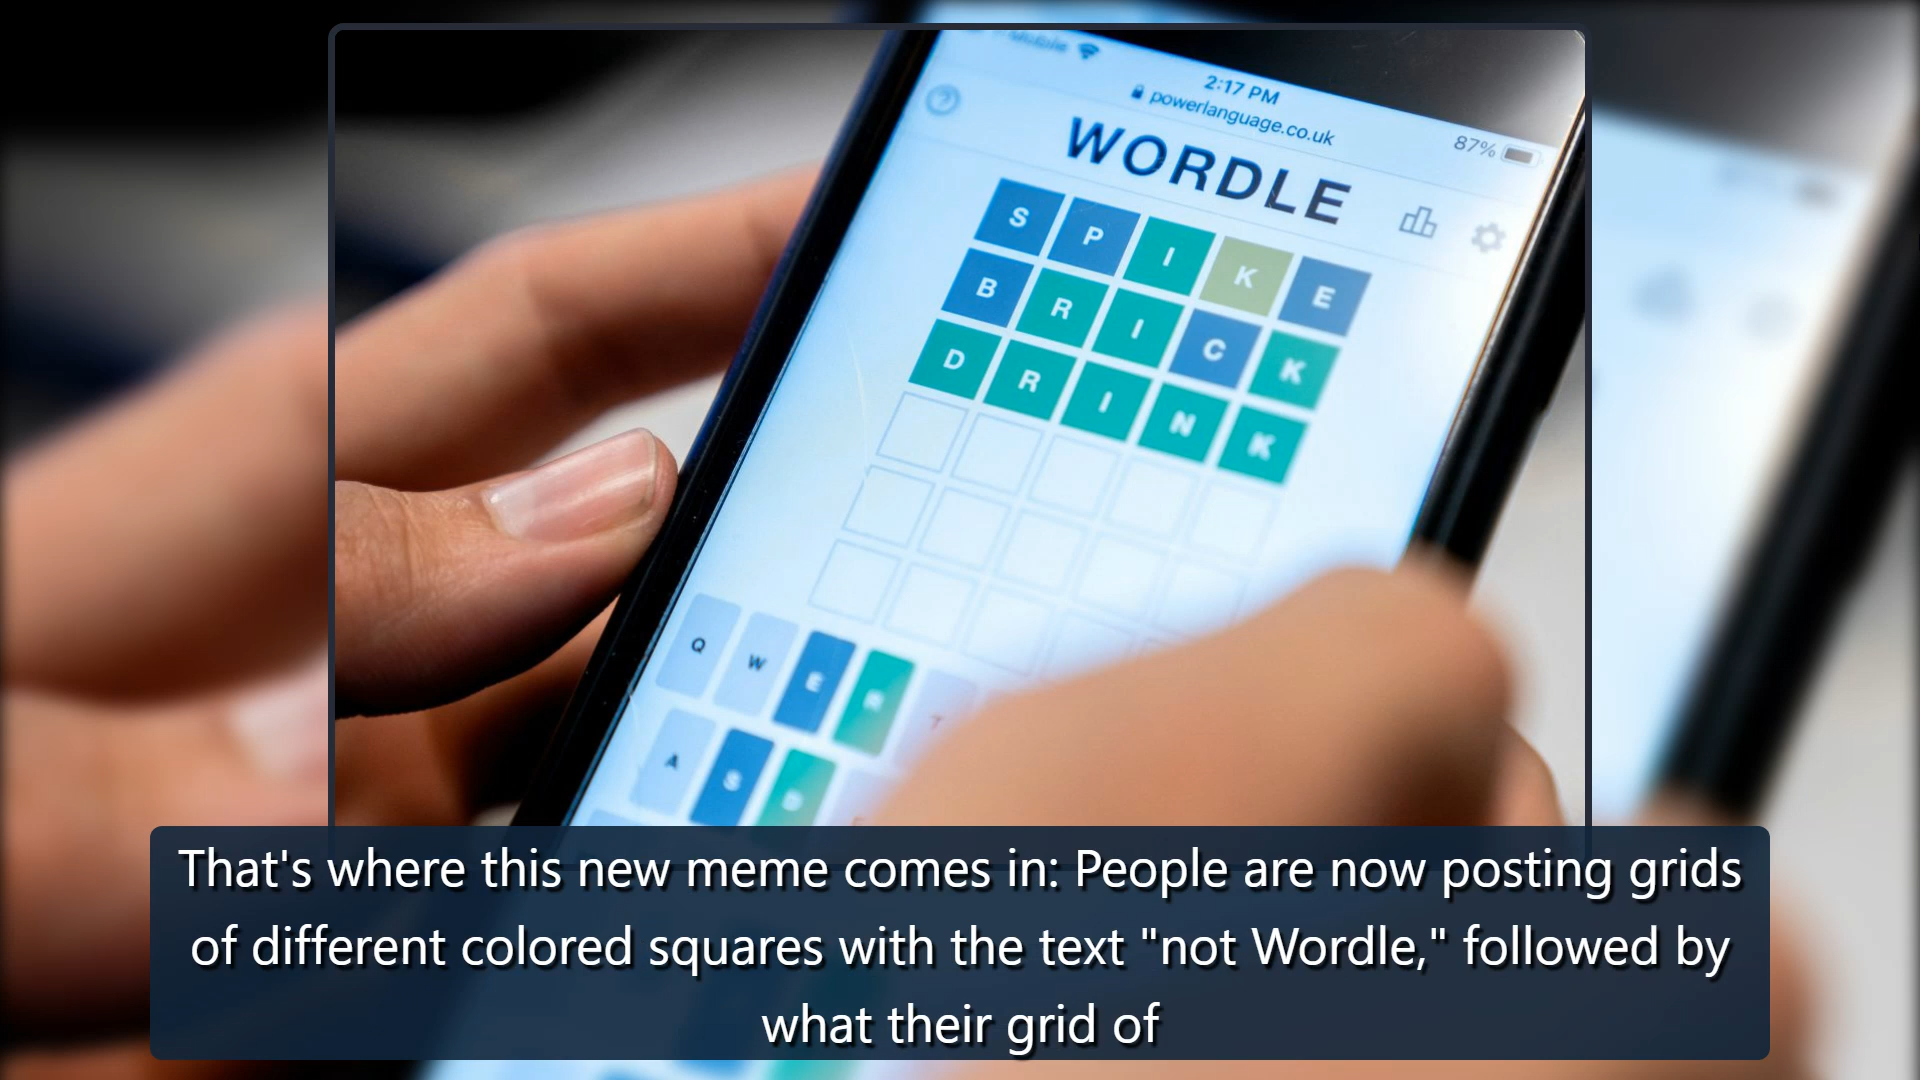 2:17 PM
powerlanguage.co.uk
87%
WORDLE
S P I K E
B R I C K
D R I N K
Q W E R T
A S D
That's where this new meme comes in: People are now posting grids
of different colored squares with the text "not Wordle," followed by
what their grid of